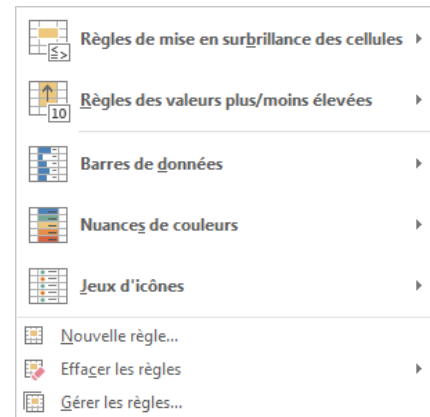 Règles de mise en surbrillance des cellules
≤>
Règles des valeurs plus/moins élevées
10
Barres de données
Nuances de couleurs
Jeux d'icônes
Nouvelle règle...
Effacer les règles
Gérer les règles...